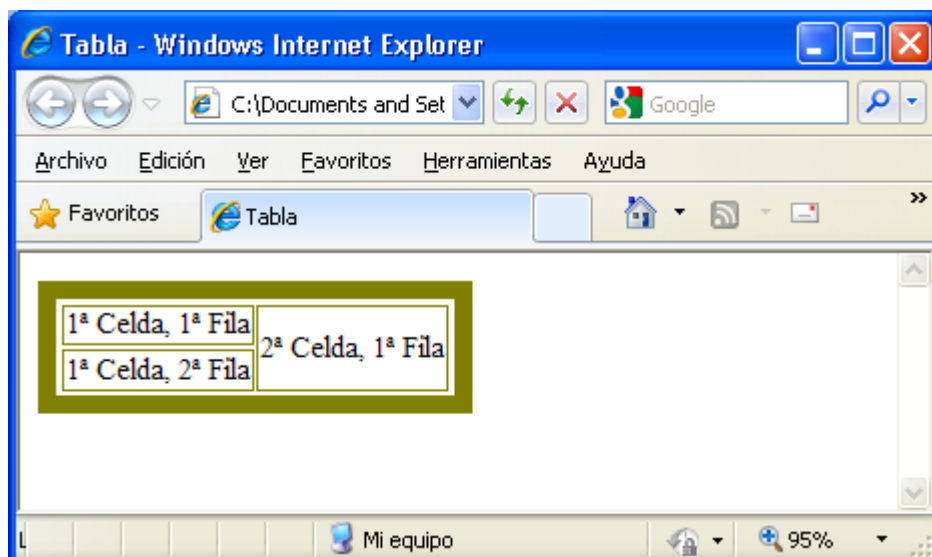 Tabla - Windows Internet Explorer
C:\Documents and Set
Google
Archivo Edición Ver Favoritos Herramientas Ayuda
Favoritos Tabla
1ª Celda, 1ª Fila
2ª Celda, 1ª Fila
1ª Celda, 2ª Fila
Mi equipo 95%